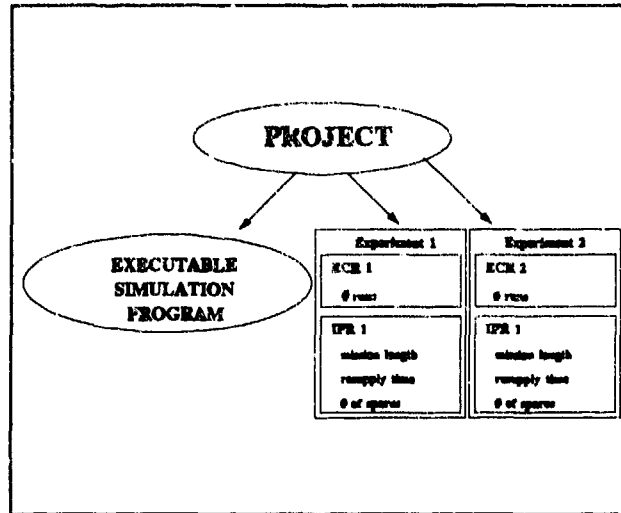 PROJECT
EXECUTABLE
SIMULATION
PROGRAM
Experiment 1
ECR 1
# runs
IPR 1
mission length
resupply time
# of spares
Experiment 2
ECR 2
# runs
IPR 1
mission length
resupply time
# of spares